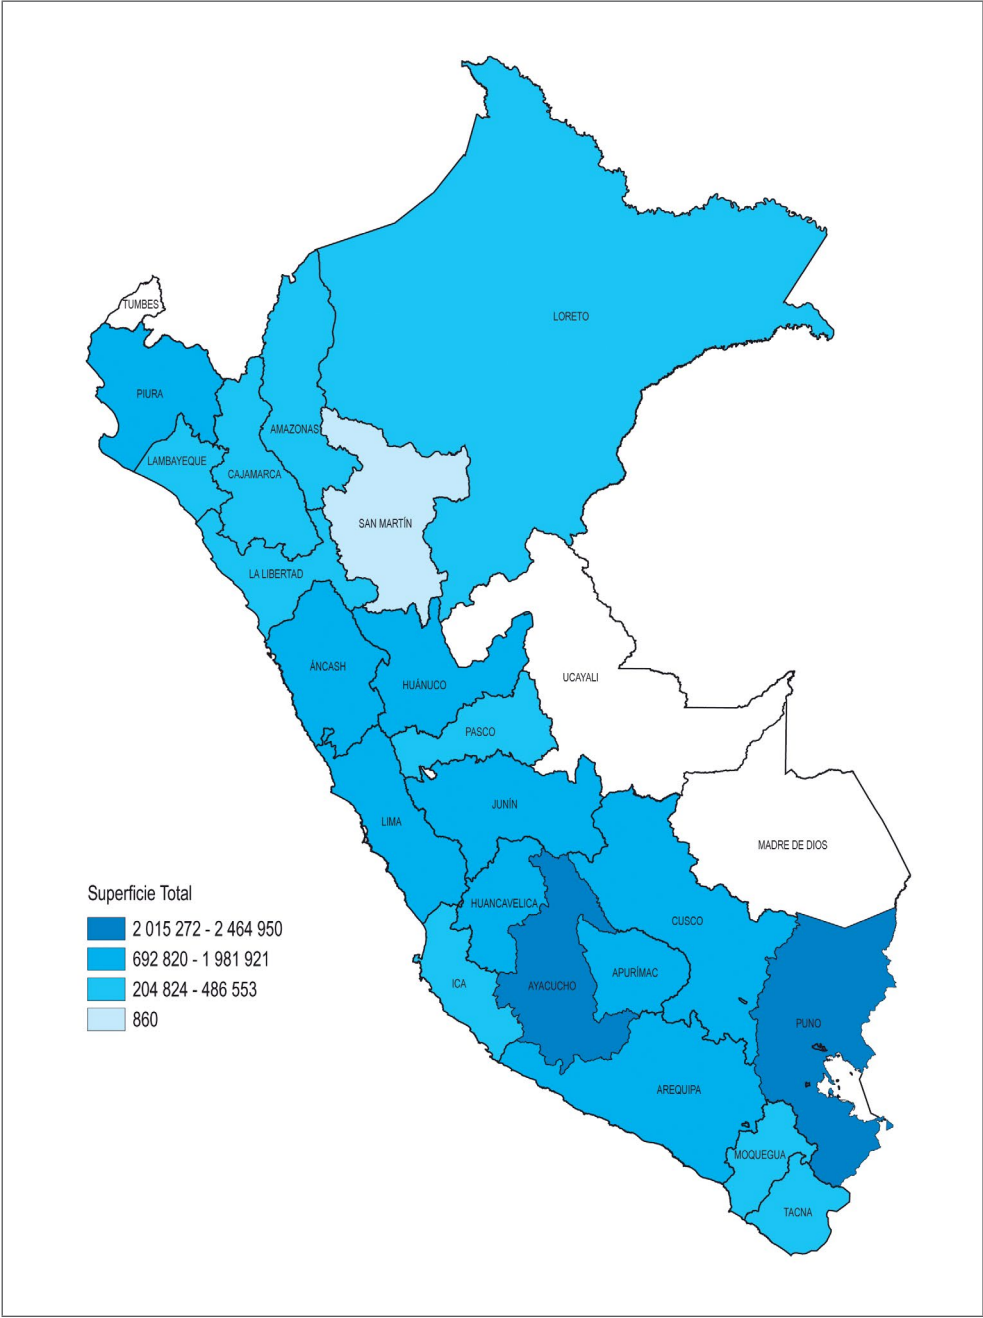 TUMBES
LORETO
PIURA
AMAZONAS
LAMBAYEQUE
CAJAMARCA
SAN MARTÍN
LA LIBERTAD
ÁNCASH
HUÁNUCO
UCAYALI
PASCO
JUNÍN
LIMA
MADRE DE DIOS
HUANCAVELICA
CUSCO
APURÍMAC
ICA
AYACUCHO
PUNO
AREQUIPA
MOQUEGUA
TACNA
Superficie Total
2 015 272 - 2 464 950
692 820 - 1 981 921
204 824 - 486 553
860